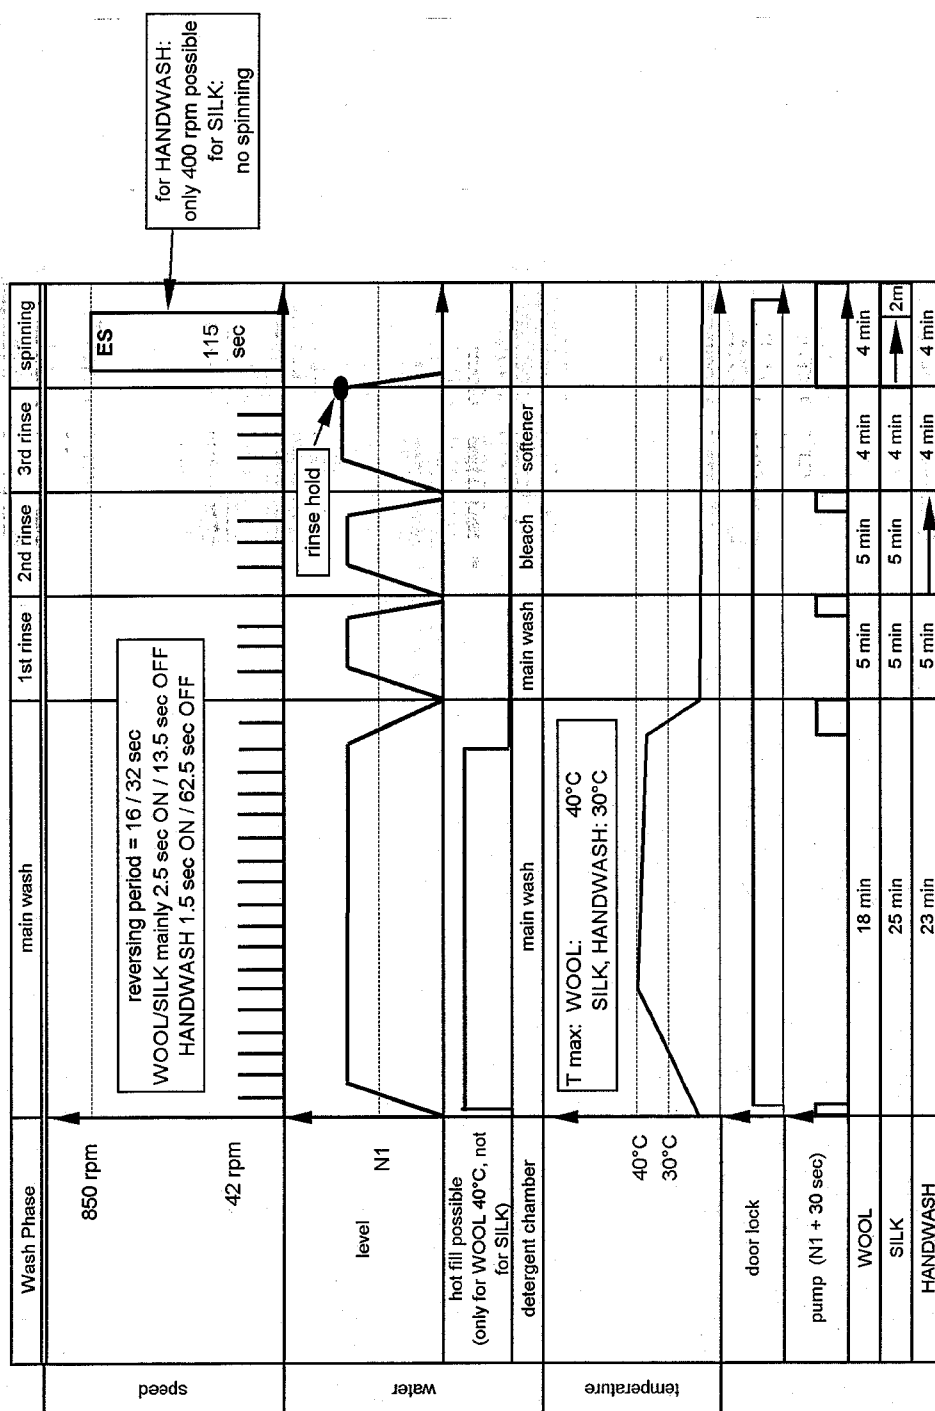 Wash Phase
main wash
1st rinse
2nd rinse
3rd rinse
spinning
speed
850 rpm
42 rpm
reversing period = 16 / 32 sec
WOOL/SILK mainly 2.5 sec ON / 13.5 sec OFF
HANDWASH 1.5 sec ON / 62.5 sec OFF
ES
115
sec
for HANDWASH:
only 400 rpm possible
for SILK:
no spinning
water
level
N1
rinse hold
hot fill possible
(only for WOOL 40°C, not
for SILK)
detergent chamber
main wash
main wash
bleach
softener
temperature
40°C
30°C
T max: WOOL: 40°C
SILK, HANDWASH: 30°C
door lock
pump (N1 + 30 sec)
WOOL
18 min
5 min
5 min
4 min
4 min
SILK
25 min
5 min
5 min
4 min
2m
HANDWASH
23 min
5 min
4 min
4 min